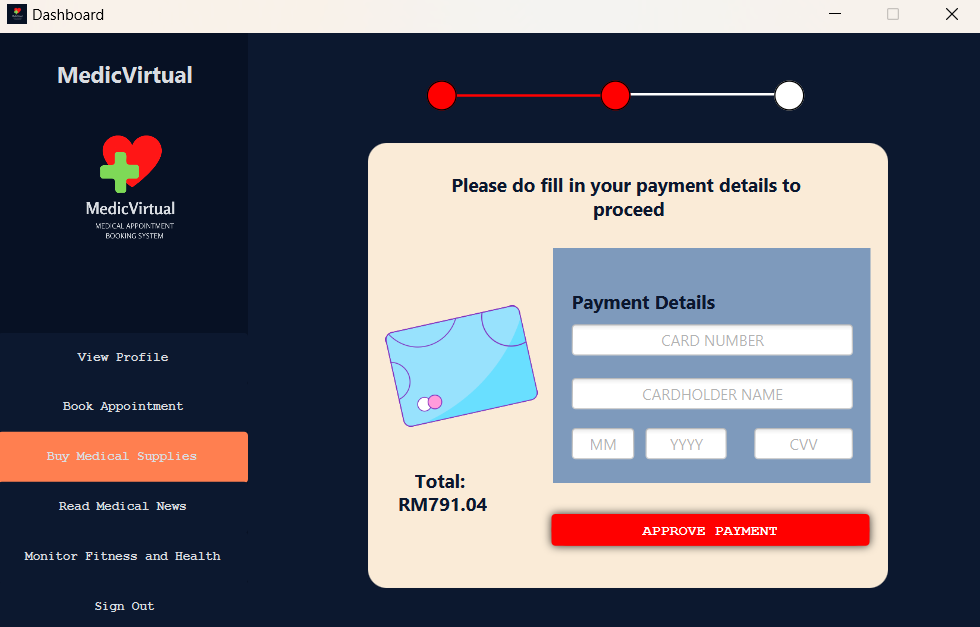 Dashboard
MedicVirtual
MedicVirtual
MEDICAL APPOINTMENT
BOOKING SYSTEM
View Profile
Book Appointment
Buy Medical Supplies
Read Medical News
Monitor Fitness and Health
Sign Out
Please do fill in your payment details to
proceed
Payment Details
CARD NUMBER
CARDHOLDER NAME
MM YYYY CVV
Total:
RM791.04
APPROVE PAYMENT